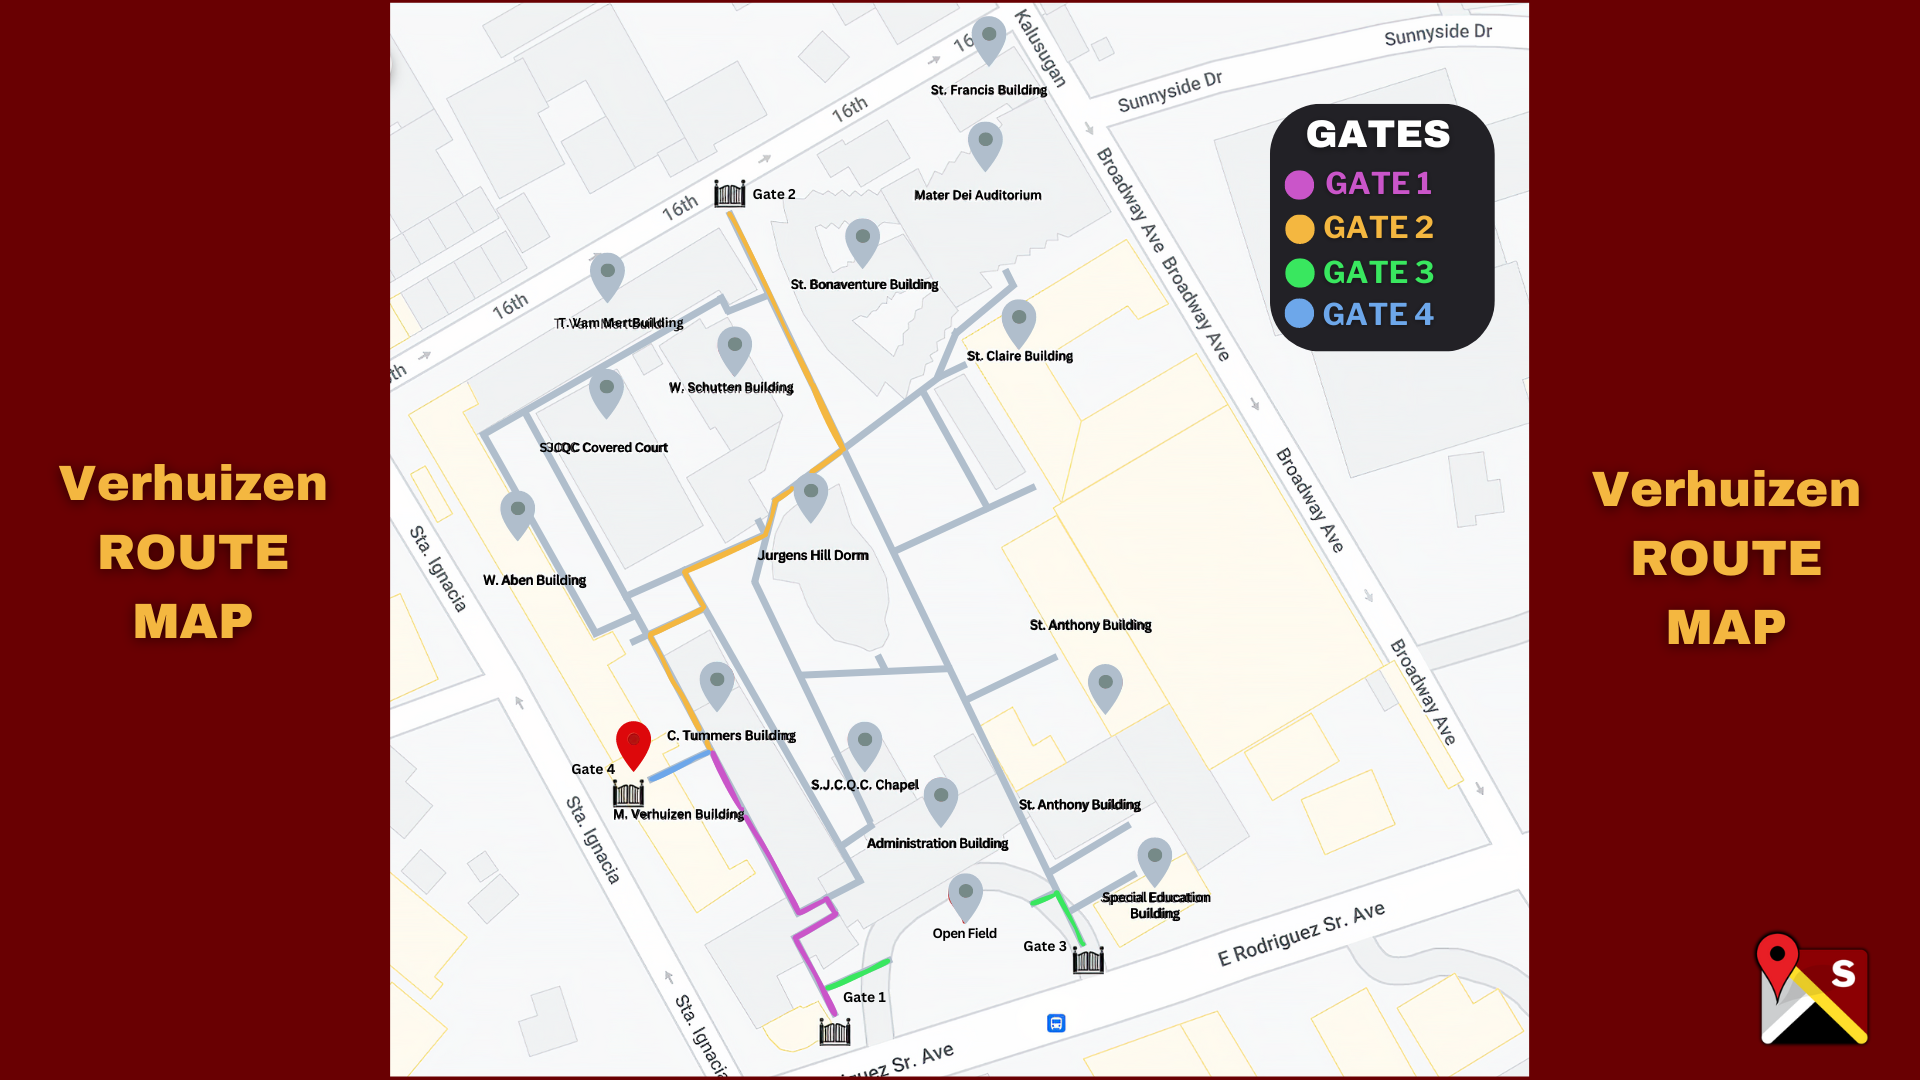 Kalusugan
Sunnyside Dr
16
St. Francis Building
Sunnyside Dr
16th
GATES
GATE 1
GATE 2
GATE 3
GATE 4
Broadway Ave
Mater Dei Auditorium
Gate 2
16th
St. Bonaventure Building
Broadway Ave
16th
T. Vam Mert Building
St. Claire Building
th
W. Schutten Building
SJCQC Covered Court
Verhuizen
ROUTE
MAP
Verhuizen
ROUTE
MAP
Broadway Ave
Jurgens Hill Dorm
Sta. Ignacia
W. Aben Building
St. Anthony Building
Broadway Ave
C. Tummers Building
Gate 4
S.J.C.Q.C. Chapel
M. Verhuizen Building
St. Anthony Building
Sta. Ignacia
Administration Building
Special Education
Building
Open Field
Gate 3
E Rodriguez Sr. Ave
S
Gate 1
Sta. Ignacia
iguez Sr. Ave